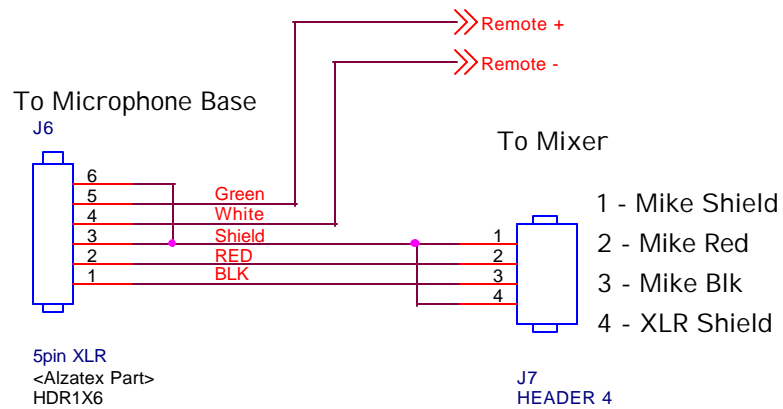 Remote +
Remote -
To Microphone Base
J6
To Mixer
6
5
4
3
2
1
Green
White
Shield
RED
BLK
1
2
3
4
1 - Mike Shield
2 - Mike Red
3 - Mike Blk
4 - XLR Shield
5pin XLR
<Alzatex Part>
HDR1X6
J7
HEADER 4